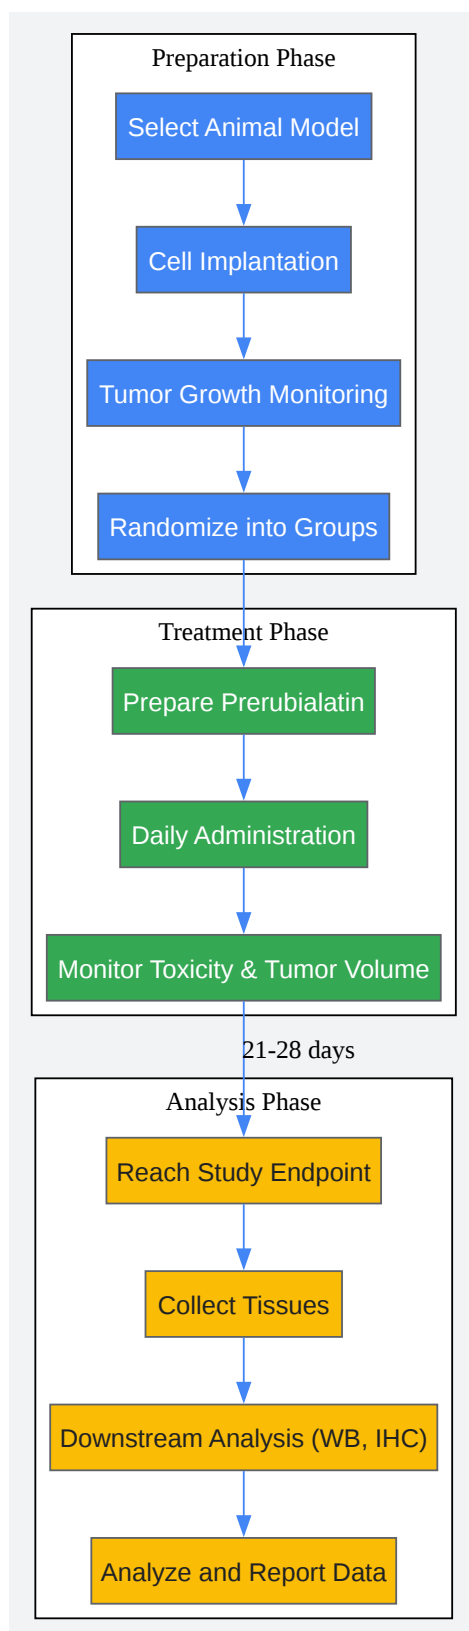 Preparation Phase
Select Animal Model
Cell Implantation
Tumor Growth Monitoring
Randomize into Groups
Treatment Phase
Prepare Prerubialatin
Daily Administration
Monitor Toxicity & Tumor Volume
21-28 days
Analysis Phase
Reach Study Endpoint
Collect Tissues
Downstream Analysis (WB, IHC)
Analyze and Report Data